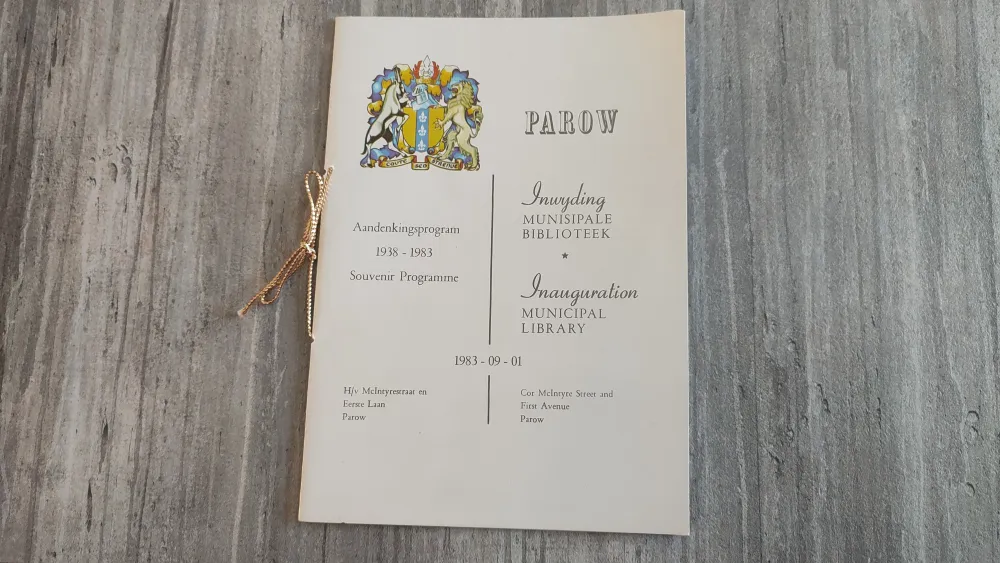 PAROW
Aandenkingsprogram
1938 - 1983
Souvenir Programme
Inwyding
MUNISIPALE
BIBLIOTEEK
Inauguration
MUNICIPAL
LIBRARY
1983 - 09 - 01
H/v McIntyrestraat en
Eerste Laan
Parow
Cor McIntyre Street and
First Avenue
Parow